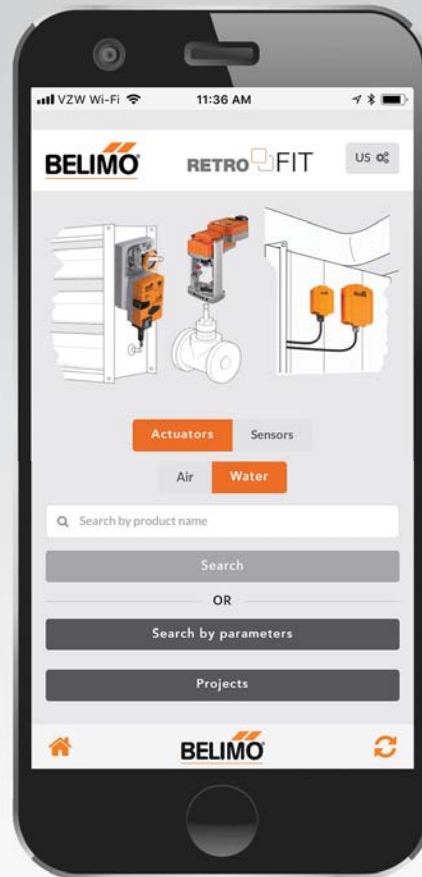 VZW Wi-Fi 11:36 AM
BELIMO RETRO FIT US
Actuators Sensors
Air Water
Search by product name
Search
OR
Search by parameters
Projects
BELIMO